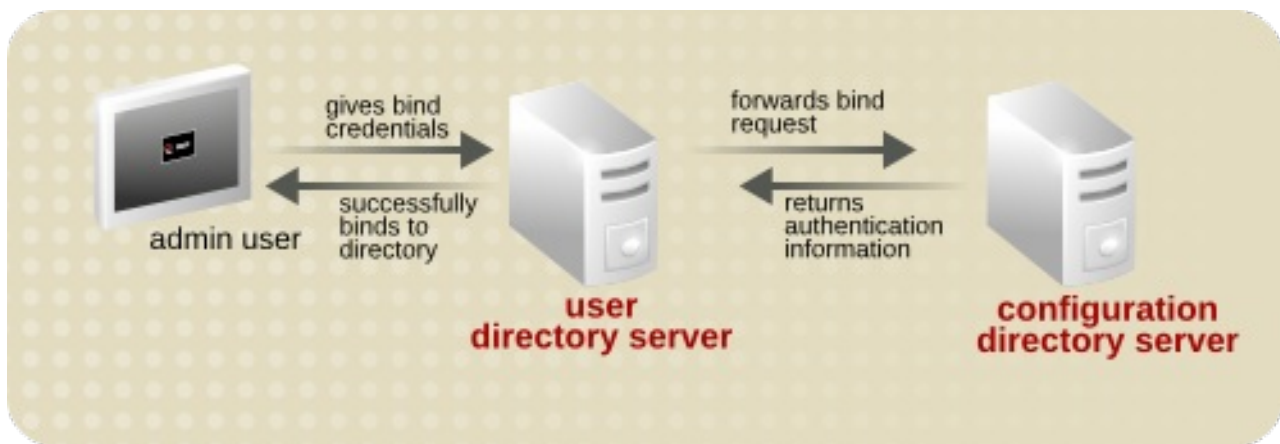 gives bind
credentials
forwards bind
request
successfully
binds to
directory
returns
authentication
information
admin user
user
directory server
configuration
directory server